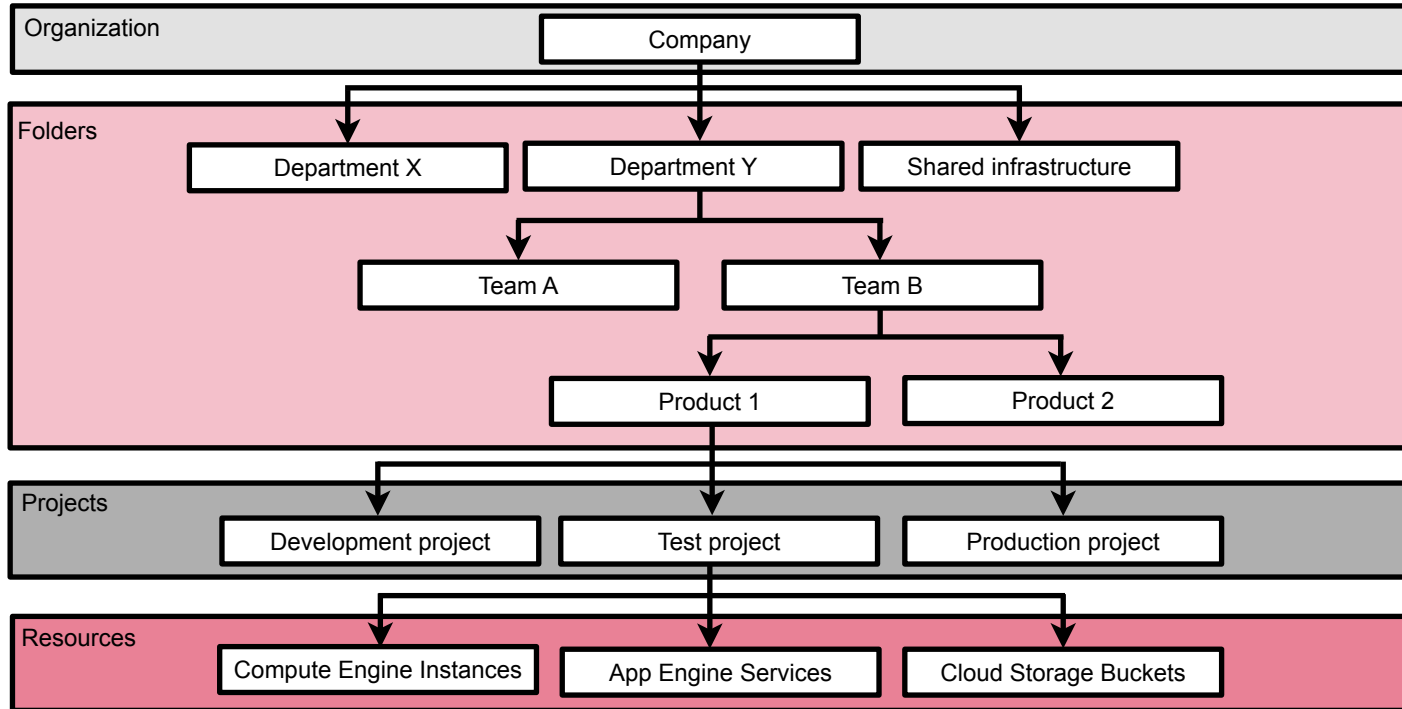 Organization
Company
Folders
Department X
Department Y
Shared infrastructure
Team A
Team B
Product 1
Product 2
Projects
Development project
Test project
Production project
Resources
Compute Engine Instances
App Engine Services
Cloud Storage Buckets